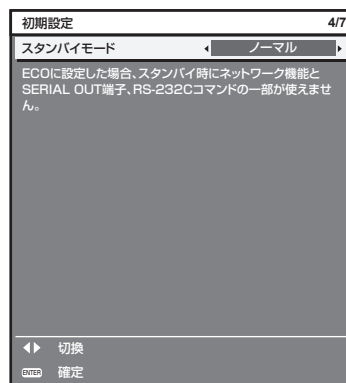 初期設定 4/7
スタンバイモード ノーマル
ECOに設定した場合、スタンバイ時にネットワーク機能と
SERIAL OUT端子、RS-232Cコマンドの一部が使えませ
ん。
切換
ENTER 確定